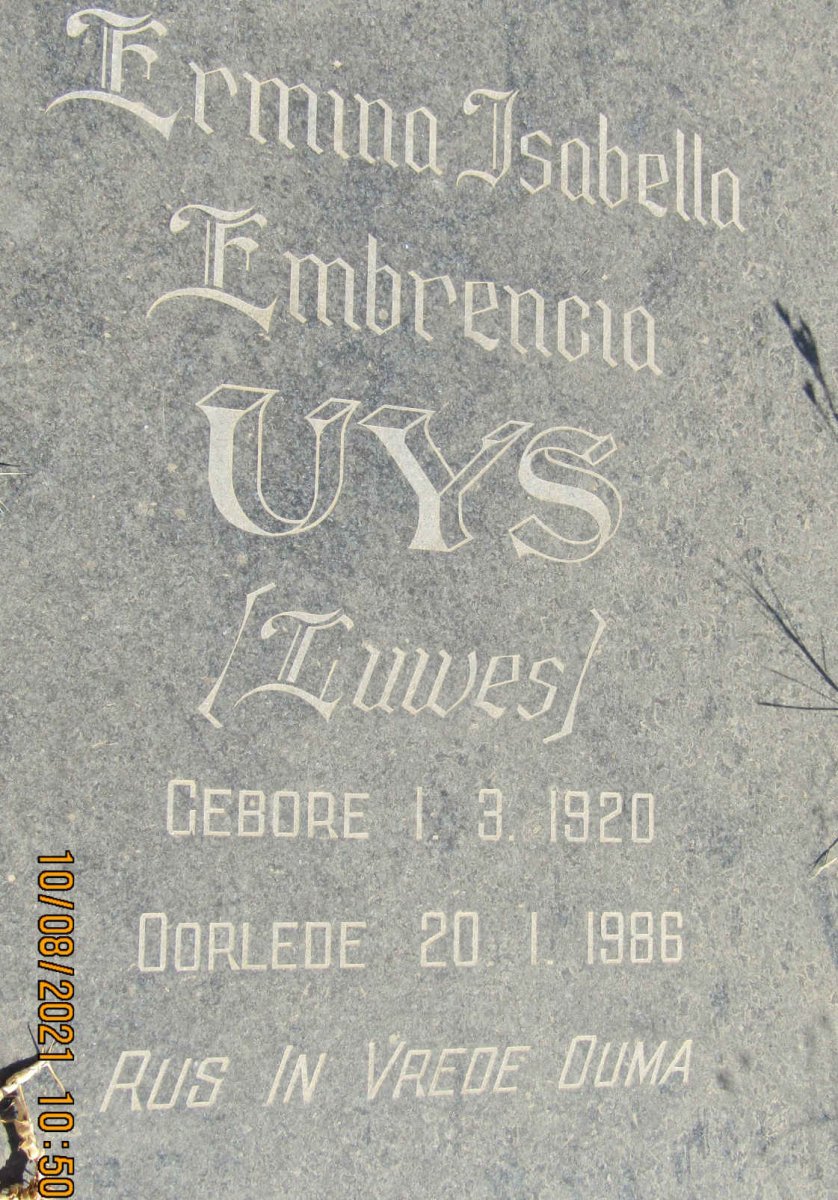 Ermina Isabella
Embrencia
UYS
(Luwes)
GEBORE 1. 3. 1920
OORLEDE 20. 1. 1986
RUS IN VREDE OUMA
10/08/2021 10:50